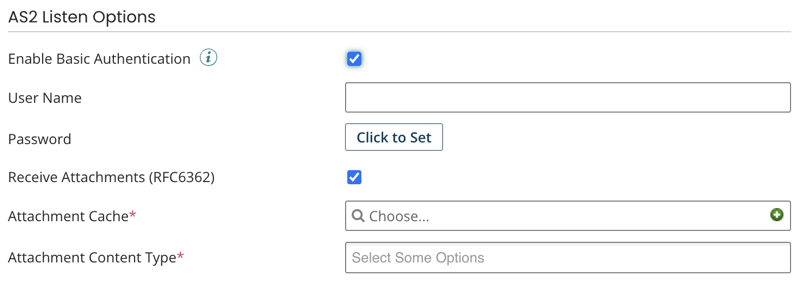 AS2 Listen Options
Enable Basic Authentication i
User Name
Password Click to Set
Receive Attachments (RFC6362)
Attachment Cache* Choose...
Attachment Content Type* Select Some Options